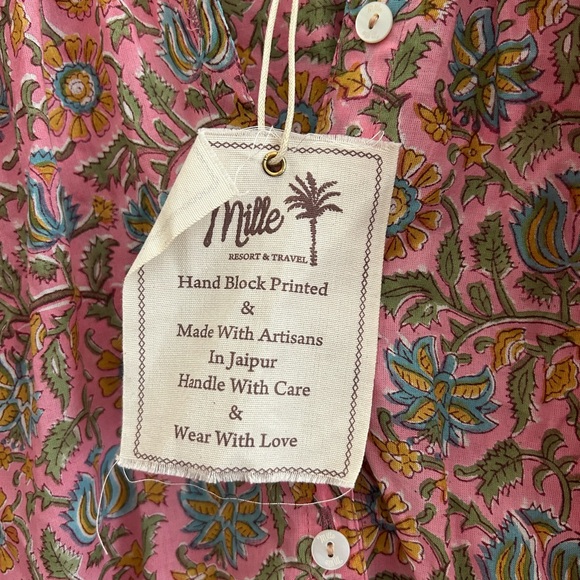 Mille
RESORT & TRAVEL
Hand Block Printed
&
Made With Artisans
In Jaipur
Handle With Care
&
Wear With Love